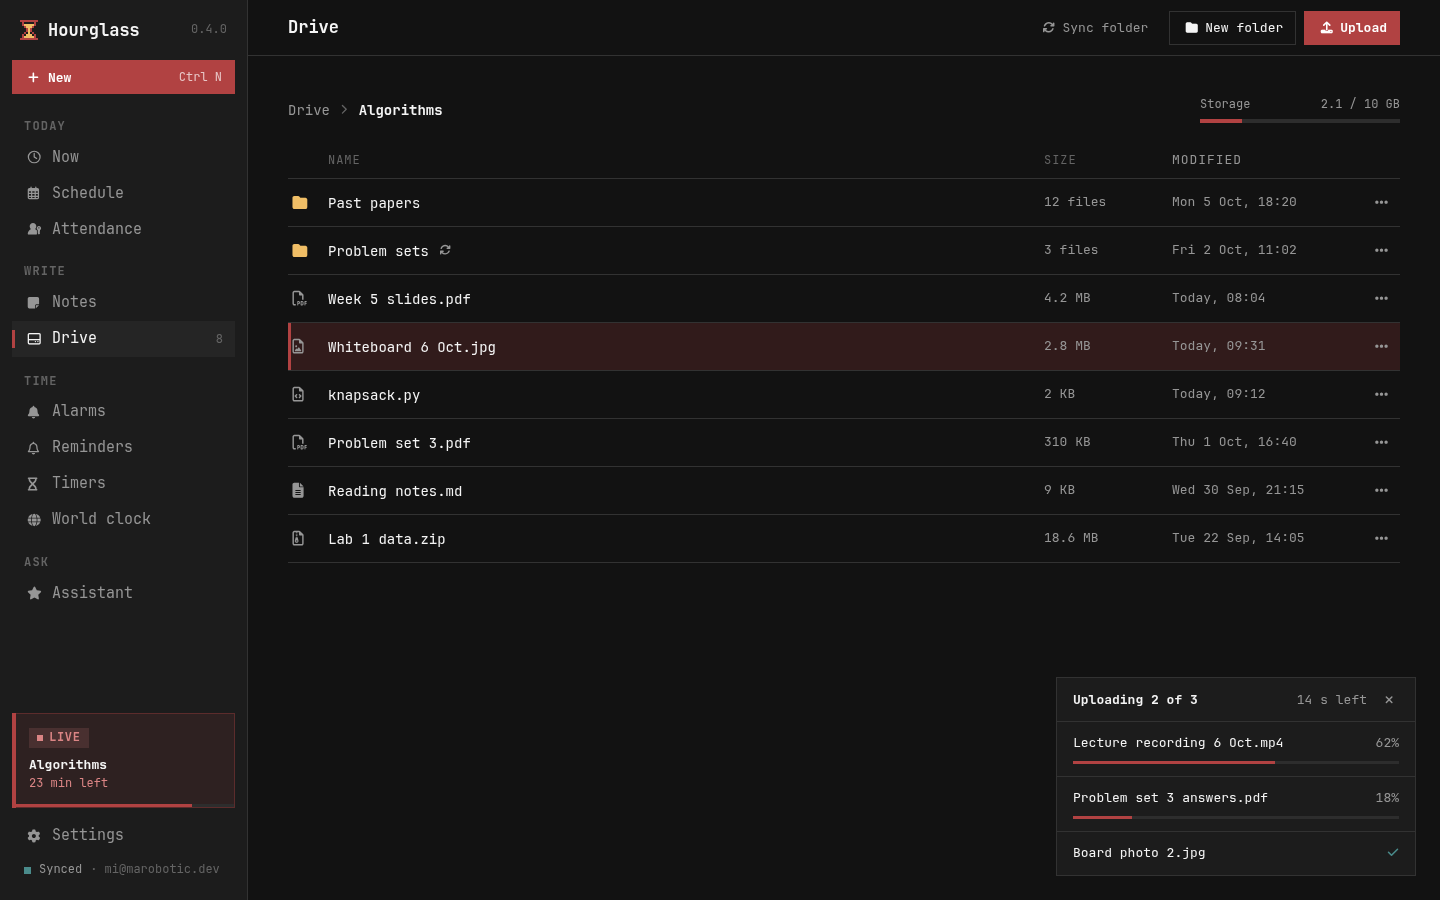 Hourglass 0.4.0
New Ctrl N
TODAY
Now
Schedule
Attendance
WRITE
Notes
Drive 8
TIME
Alarms
Reminders
Timers
World clock
ASK
Assistant
LIVE
Algorithms
23 min left
Settings
Synced · mi@marobotic.dev
Drive
Sync folder
New folder
Upload
Drive > Algorithms
Storage 2.1 / 10 GB
NAME SIZE MODIFIED
Past papers 12 files Mon 5 Oct, 18:20
Problem sets 3 files Fri 2 Oct, 11:02
Week 5 slides.pdf 4.2 MB Today, 08:04
Whiteboard 6 Oct.jpg 2.8 MB Today, 09:31
knapsack.py 2 KB Today, 09:12
Problem set 3.pdf 310 KB Thu 1 Oct, 16:40
Reading notes.md 9 KB Wed 30 Sep, 21:15
Lab 1 data.zip 18.6 MB Tue 22 Sep, 14:05
Uploading 2 of 3 14 s left
Lecture recording 6 Oct.mp4 62%
Problem set 3 answers.pdf 18%
Board photo 2.jpg